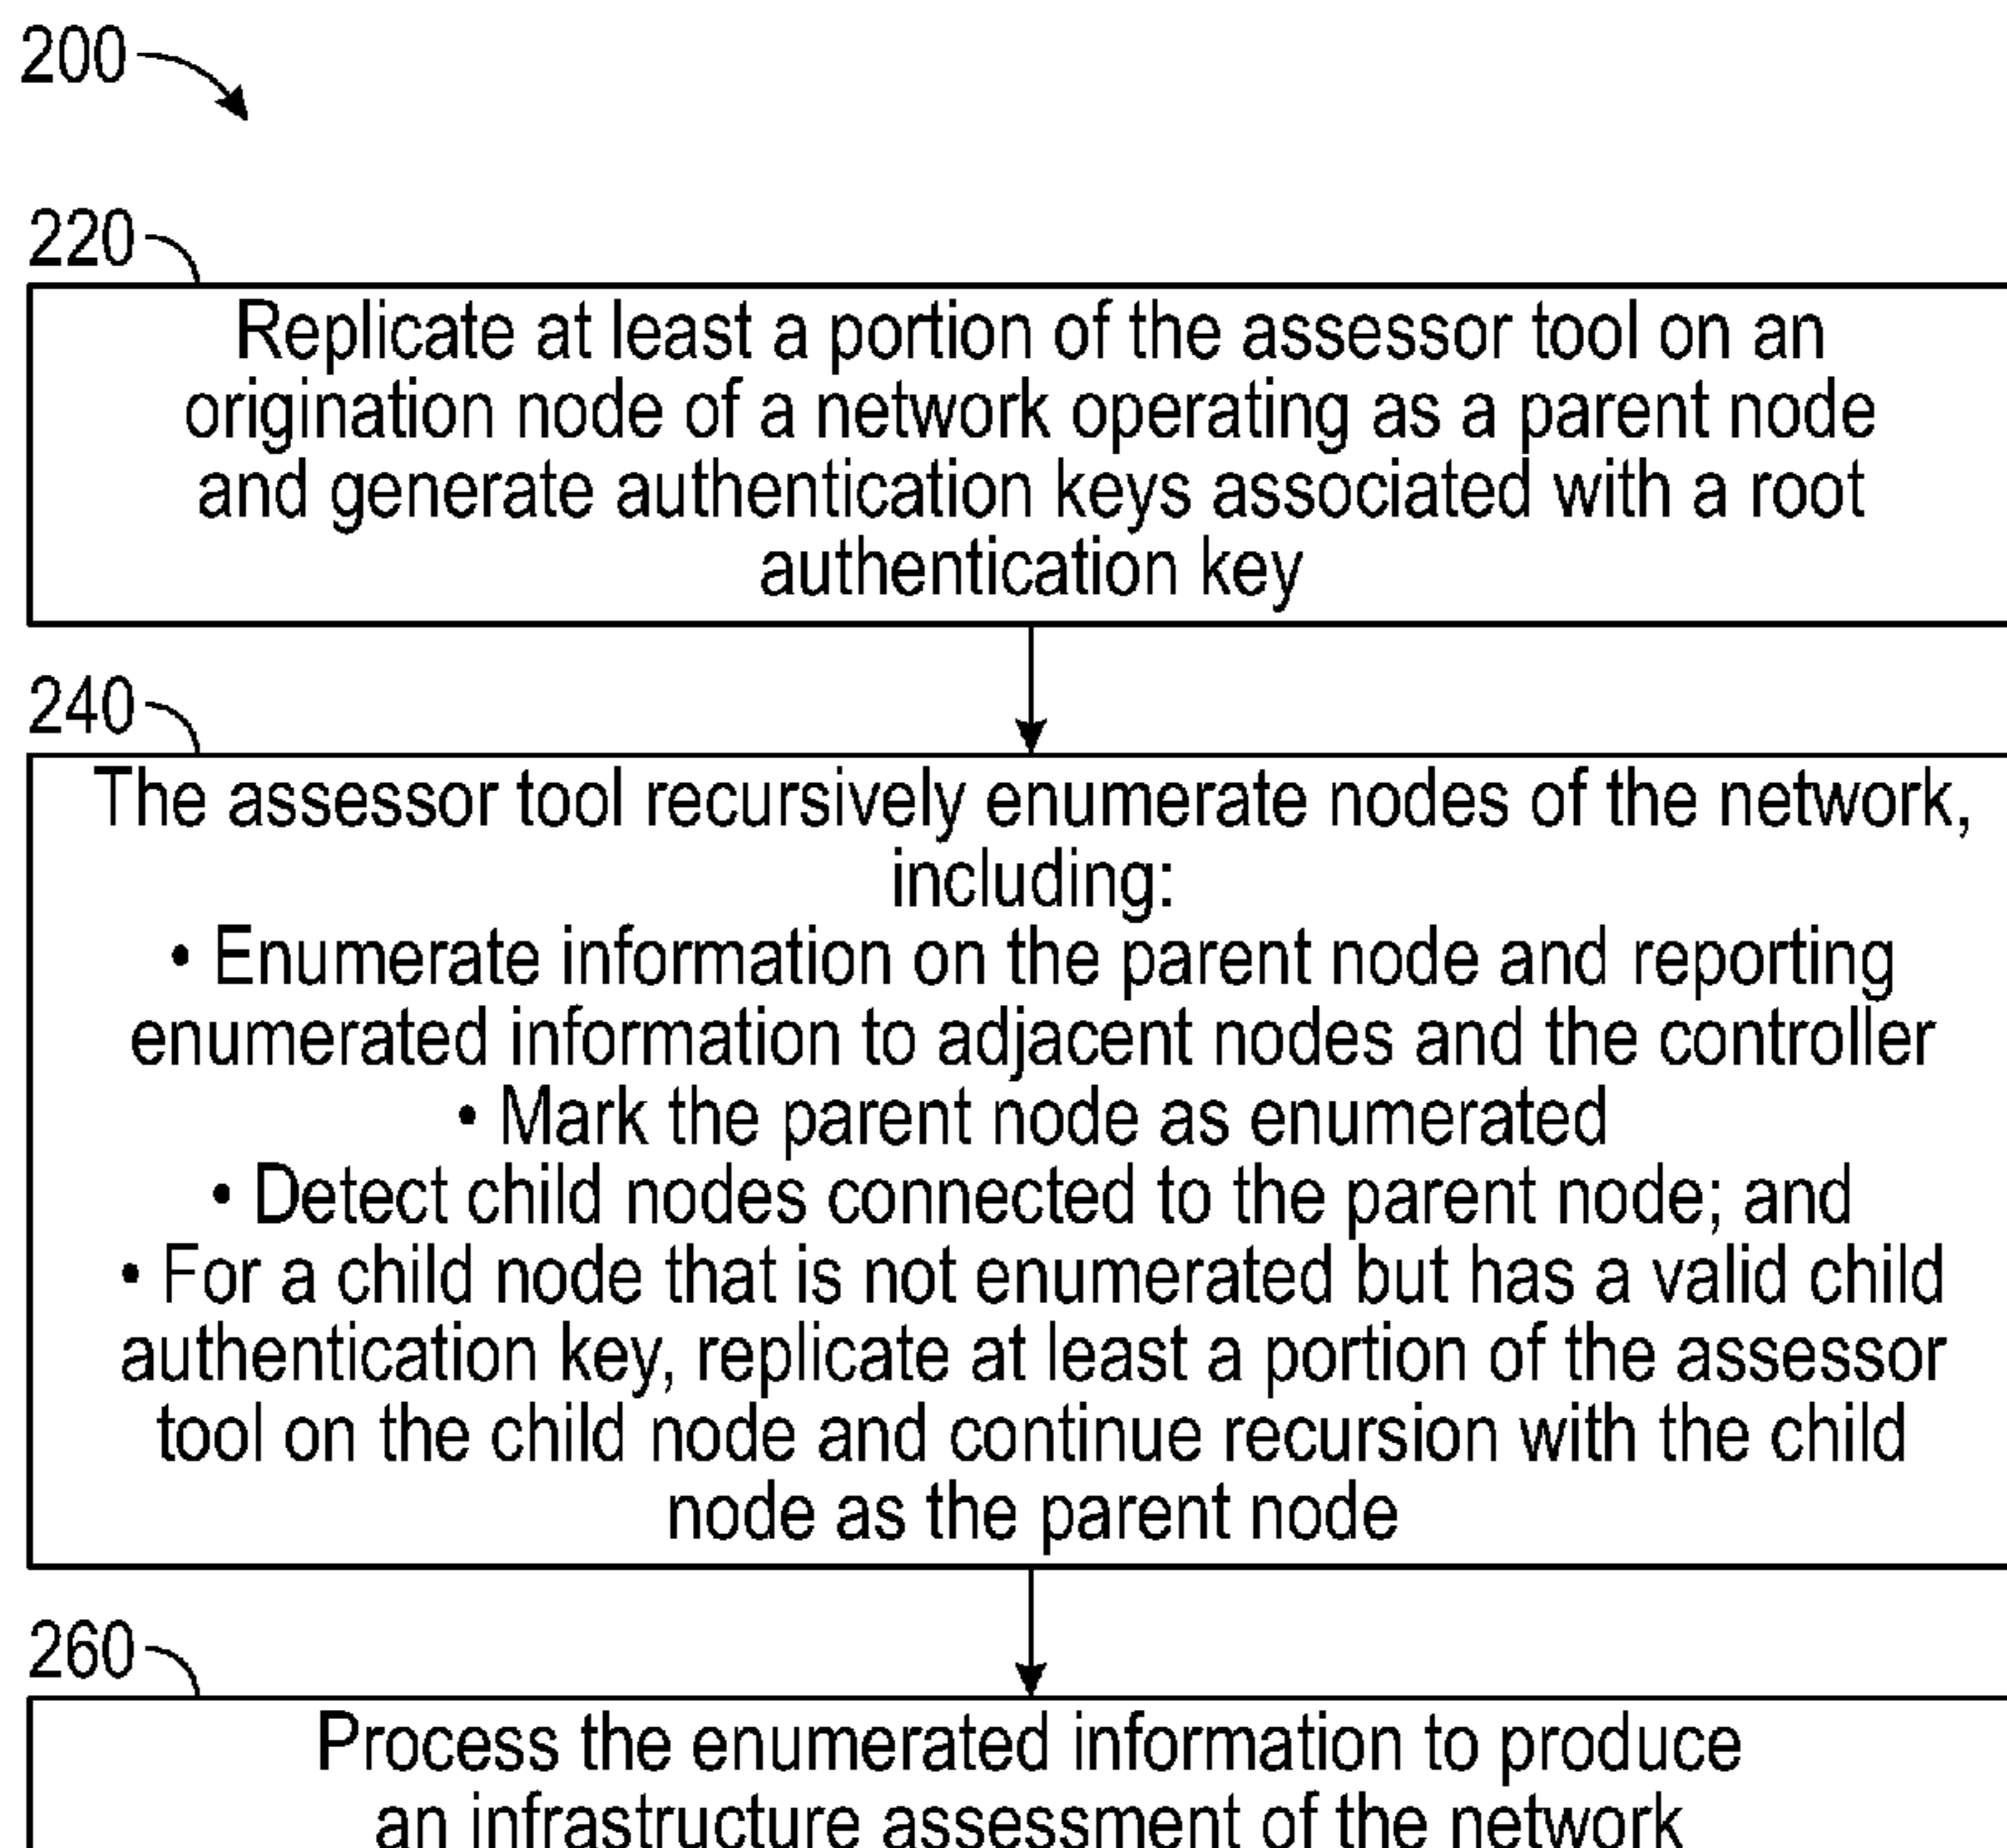 200
220
Replicate at least a portion of the assessor tool on an
origination node of a network operating as a parent node
and generate authentication keys associated with a root
authentication key
240
The assessor tool recursively enumerate nodes of the network,
including:
• Enumerate information on the parent node and reporting
enumerated information to adjacent nodes and the controller
• Mark the parent node as enumerated
• Detect child nodes connected to the parent node; and
• For a child node that is not enumerated but has a valid child
authentication key, replicate at least a portion of the assessor
tool on the child node and continue recursion with the child
node as the parent node
260
Process the enumerated information to produce
an infrastructure assessment of the network